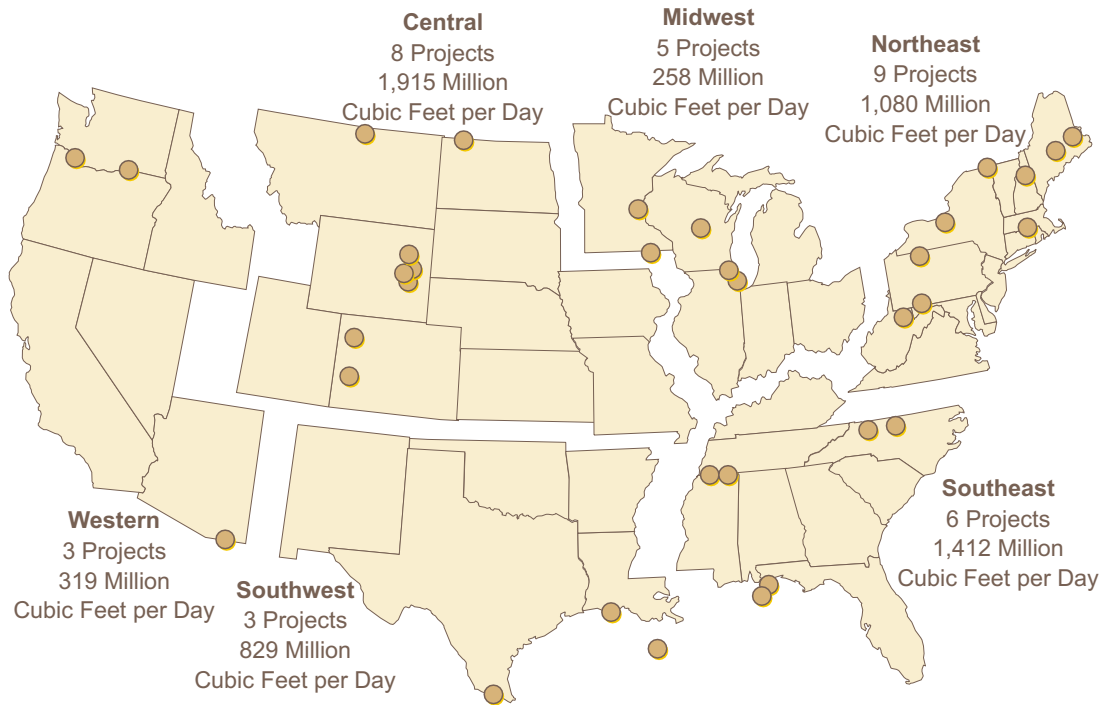 Central
8 Projects
1,915 Million
Cubic Feet per Day
Midwest
5 Projects
258 Million
Cubic Feet per Day
Northeast
9 Projects
1,080 Million
Cubic Feet per Day
Western
3 Projects
319 Million
Cubic Feet per Day
Southwest
3 Projects
829 Million
Cubic Feet per Day
Southeast
6 Projects
1,412 Million
Cubic Feet per Day